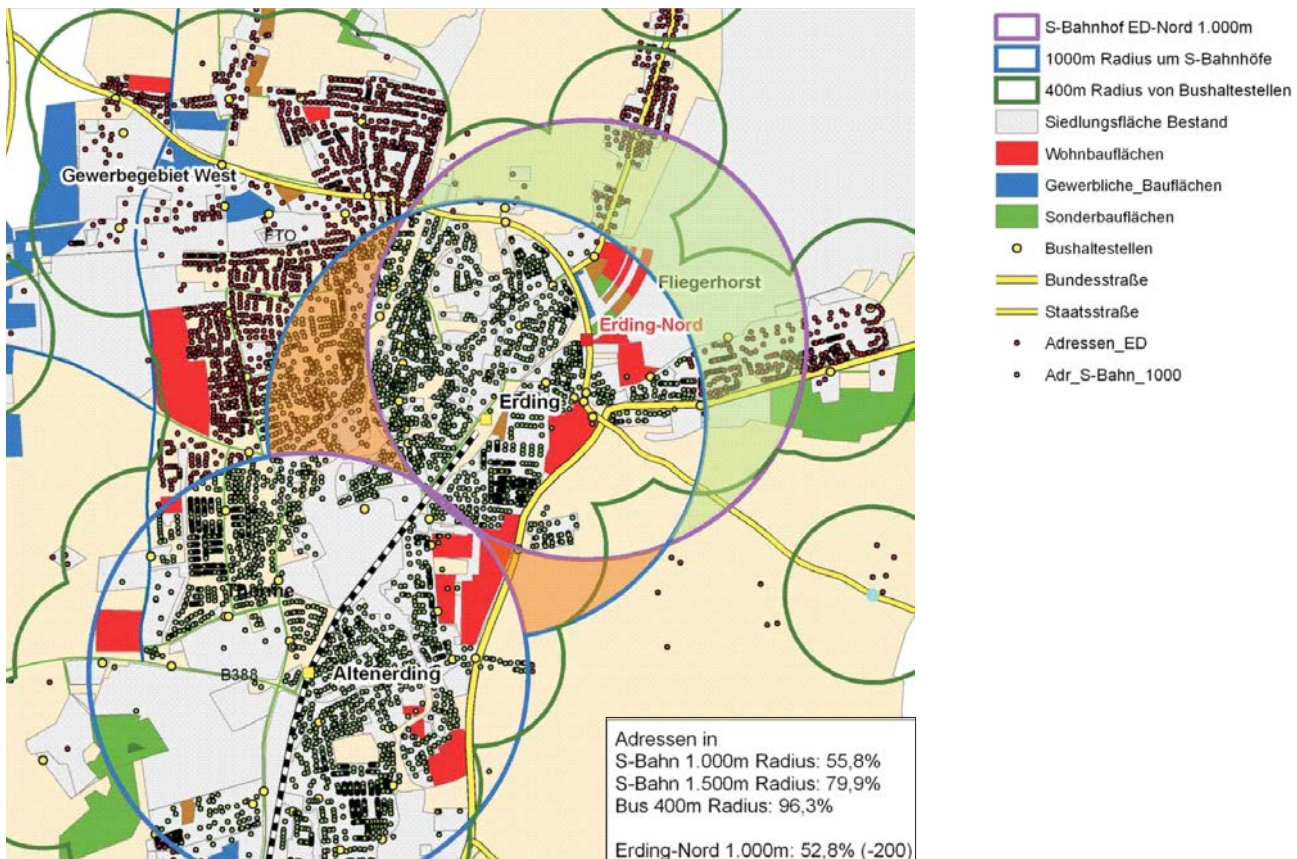 S-Bahnhof ED-Nord 1.000m
1000m Radius um S-Bahnhöfe
400m Radius von Bushaltestellen
Siedlungsfläche Bestand
Wohnbauflächen
Gewerbliche_Bauflächen
Sonderbauflächen
Bushaltestellen
Bundesstraße
Staatsstraße
Adressen_ED
Adr_S-Bahn_1000
Gewerbegebiet West
FTO
Fliegerhorst
Erding-Nord
Erding
Therme
B388
Altenerding
Adressen in
S-Bahn 1.000m Radius: 55,8%
S-Bahn 1.500m Radius: 79,9%
Bus 400m Radius: 96,3%
Erding-Nord 1.000m: 52,8% (-200)